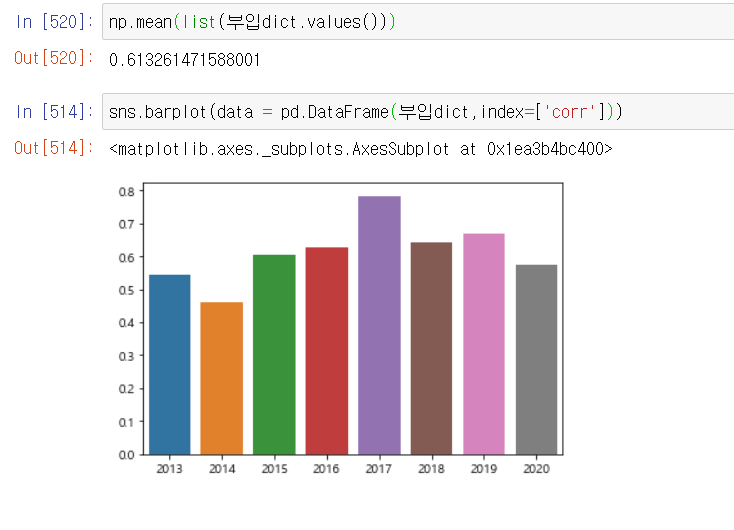 In [520]: np.mean(list(부입dict.values()))
Out[520]: 0.613261471588001
In [514]: sns.barplot(data = pd.DataFrame(부입dict,index=['corr']))
Out[514]: <matplotlib.axes._subplots.AxesSubplot at 0x1ea3b4bc400>
0.8
0.7
0.6
0.5
0.4
0.3
0.2
0.1
0.0
2013 2014 2015 2016 2017 2018 2019 2020